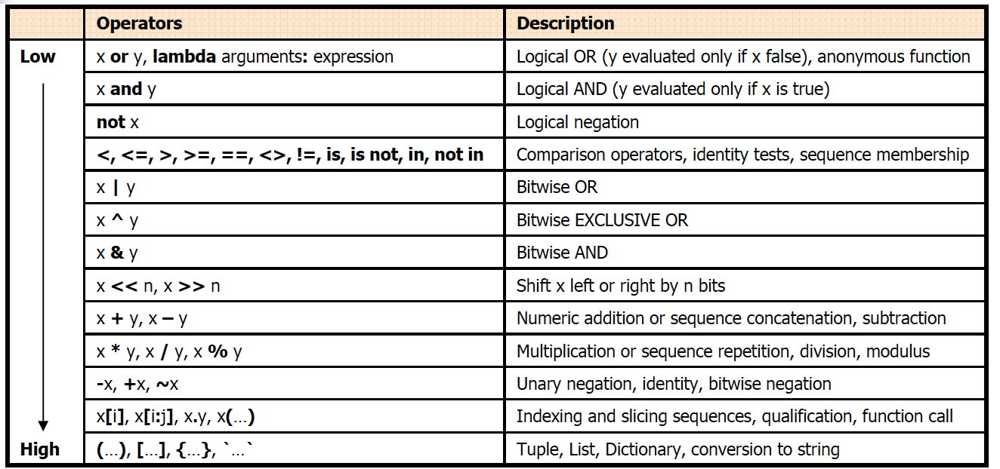 Operators Description
Low x or y, lambda arguments: expression Logical OR (y evaluated only if x false), anonymous function
x and y Logical AND (y evaluated only if x is true)
not x Logical negation
<, <=, >, >=, ==, <>, !=, is, is not, in, not in Comparison operators, identity tests, sequence membership
x | y Bitwise OR
x ^ y Bitwise EXCLUSIVE OR
x & y Bitwise AND
x << n, x >> n Shift x left or right by n bits
x + y, x – y Numeric addition or sequence concatenation, subtraction
x * y, x / y, x % y Multiplication or sequence repetition, division, modulus
-x, +x, ~x Unary negation, identity, bitwise negation
x[i], x[i:j], x.y, x(...) Indexing and slicing sequences, qualification, function call
High (...), [...], {...}, `...` Tuple, List, Dictionary, conversion to string